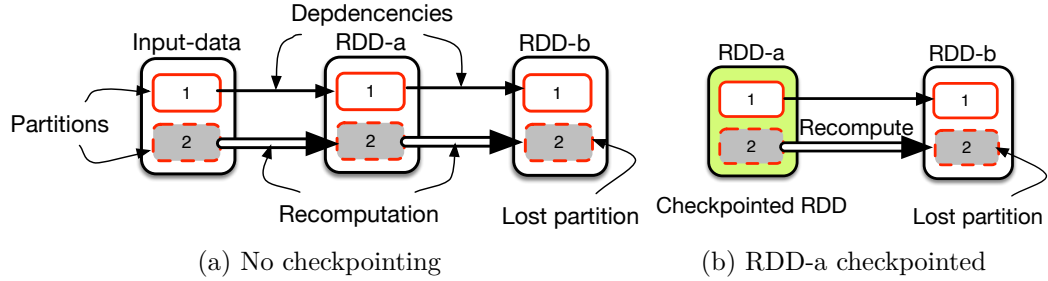 Depdencencies
Input-data
RDD-a
RDD-b
1
1
1
Partitions
2
2
2
Recomputation
Lost partition
(a) No checkpointing
RDD-a
RDD-b
1
1
Recompute
2
2
Checkpointed RDD
Lost partition
(b) RDD-a checkpointed